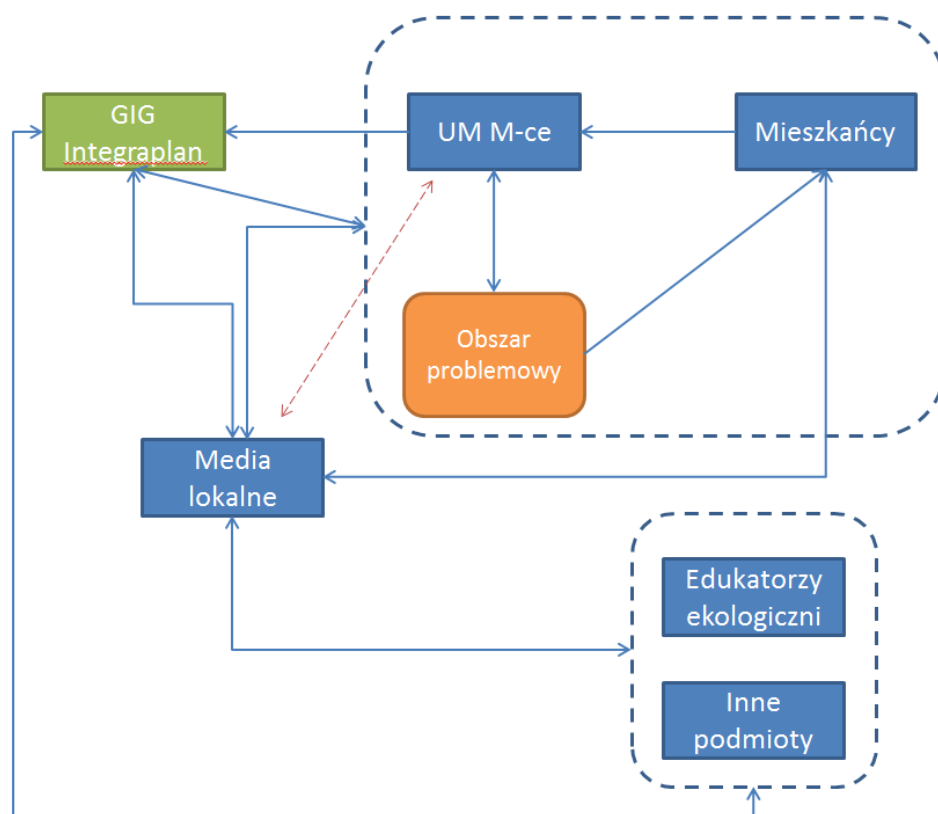 GIG
Integraplan
UM M-ce
Mieszkańcy
Obszar
problemowy
Media
lokalne
Edukatorzy
ekologiczni
Inne
podmioty